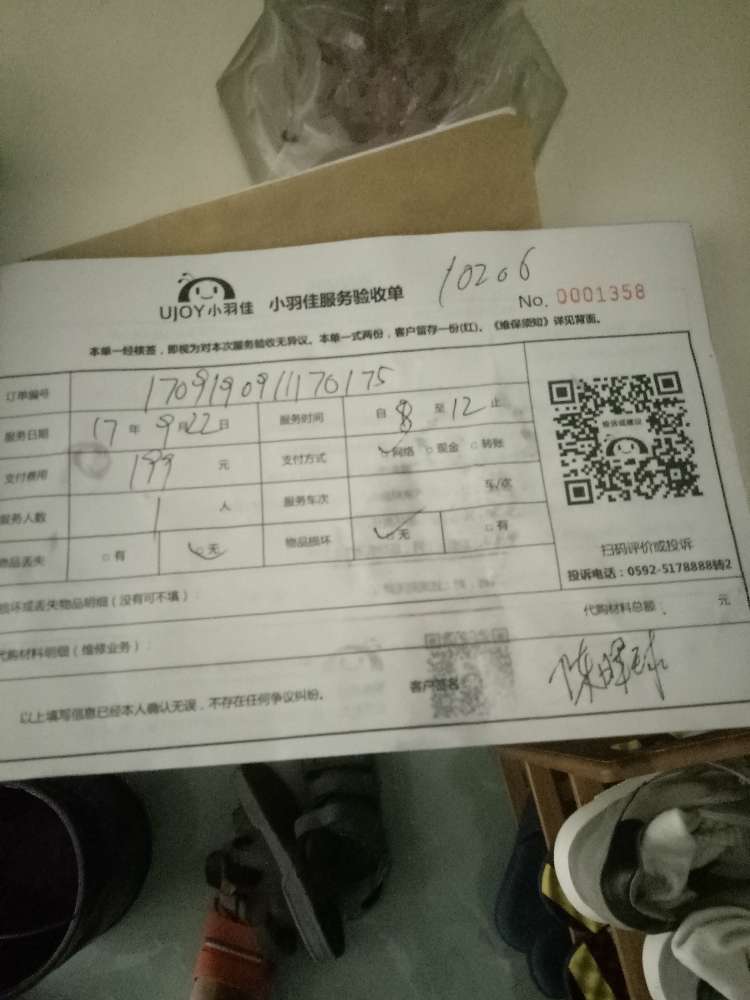 UJOY小羽佳 小羽佳服务验收单 10206
No. 0001358
本单一经核签，即视为对本次服务验收无异议。本单一式两份，客户留存一份(红)。《维保须知》详见背面。
订单编号 1709190911170175
服务日期 17 年 9 月 22 日 服务时间 自 8 至 12 止
支付费用 199 元 支付方式 网络 现金 转账
服务人数 1 人 服务车次 车/次
物品丢失 有 无 物品损坏 无 有
投诉或建议
扫码评价或投诉
投诉电话：0592-5178888转2
损坏或丢失物品明细（没有可不填）：
代购材料明细（维修业务）： 代购材料总额： 元
以上填写信息已经本人确认无误，不存在任何争议纠纷。 客户签名